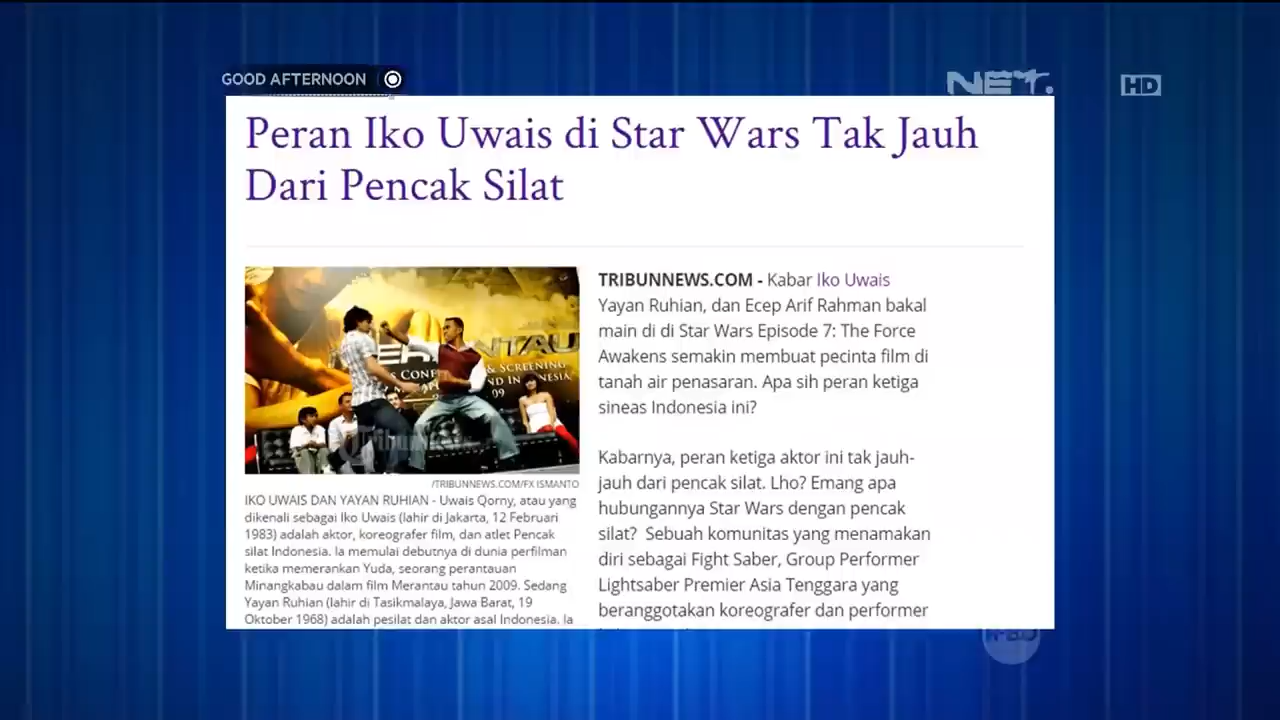 GOOD AFTERNOON
NET.
HD
Peran Iko Uwais di Star Wars Tak Jauh
Dari Pencak Silat
TRIBUNNEWS.COM - Kabar Iko Uwais
Yayan Ruhian, dan Ecep Arif Rahman bakal
main di di Star Wars Episode 7: The Force
Awakens semakin membuat pecinta film di
tanah air penasaran. Apa sih peran ketiga
sineas Indonesia ini?
Kabarnya, peran ketiga aktor ini tak jauh-
jauh dari pencak silat. Lho? Emang apa
hubungannya Star Wars dengan pencak
silat? Sebuah komunitas yang menamakan
diri sebagai Fight Saber, Group Performer
Lightsaber Premier Asia Tenggara yang
beranggotakan koreografer dan performer
/TRIBUNNEWS.COM/FX ISMANTO
IKO UWAIS DAN YAYAN RUHIAN - Uwais Qorny, atau yang
dikenali sebagai Iko Uwais (lahir di Jakarta, 12 Februari
1983) adalah aktor, koreografer film, dan atlet Pencak
silat Indonesia. Ia memulai debutnya di dunia perfilman
ketika memerankan Yuda, seorang perantauan
Minangkabau dalam film Merantau tahun 2009. Sedang
Yayan Ruhian (lahir di Tasikmalaya, Jawa Barat, 19
Oktober 1968) adalah pesilat dan aktor asal Indonesia. Ia